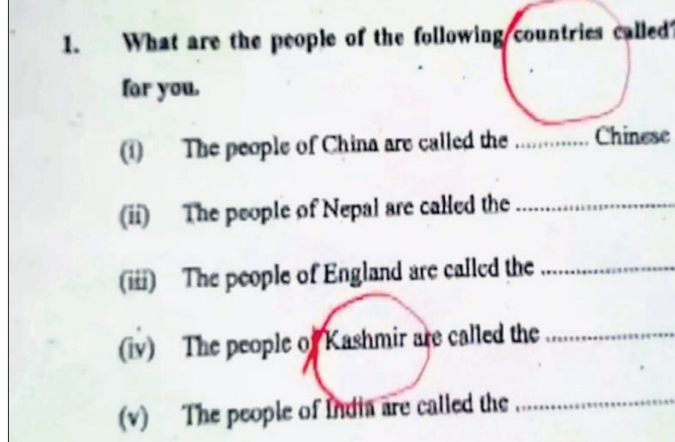 1. What are the people of the following countries called?
for you.
(i) The people of China are called the ............. Chinese
(ii) The people of Nepal are called the ..............................
(iii) The people of England are called the ..........................
(iv) The people of Kashmir are called the .........................
(v) The people of India are called the ..............................